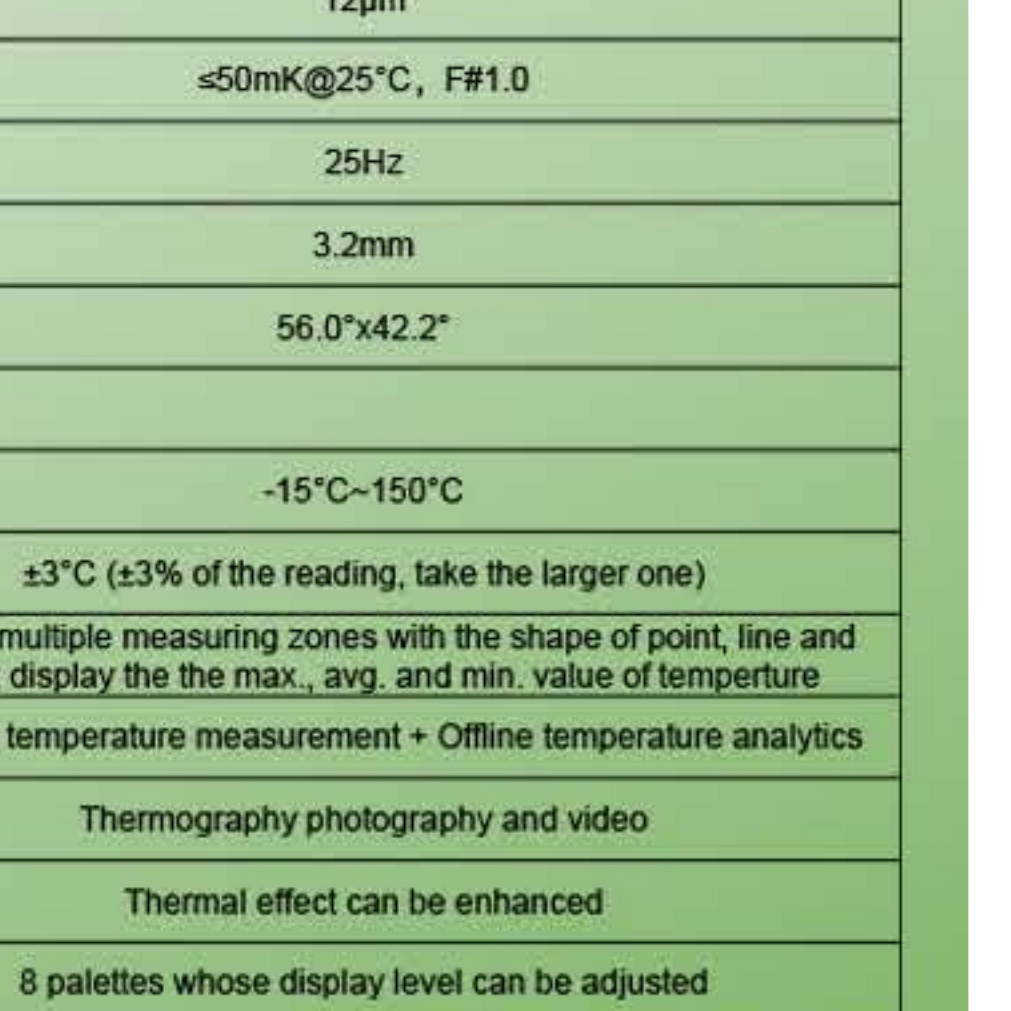 12μm
≤50mK@25°C, F#1.0
25Hz
3.2mm
56.0°x42.2°
-15°C~150°C
±3°C (±3% of the reading, take the larger one)
multiple measuring zones with the shape of point, line and
display the the max., avg. and min. value of temperture
temperature measurement + Offline temperature analytics
Thermography photography and video
Thermal effect can be enhanced
8 palettes whose display level can be adjusted